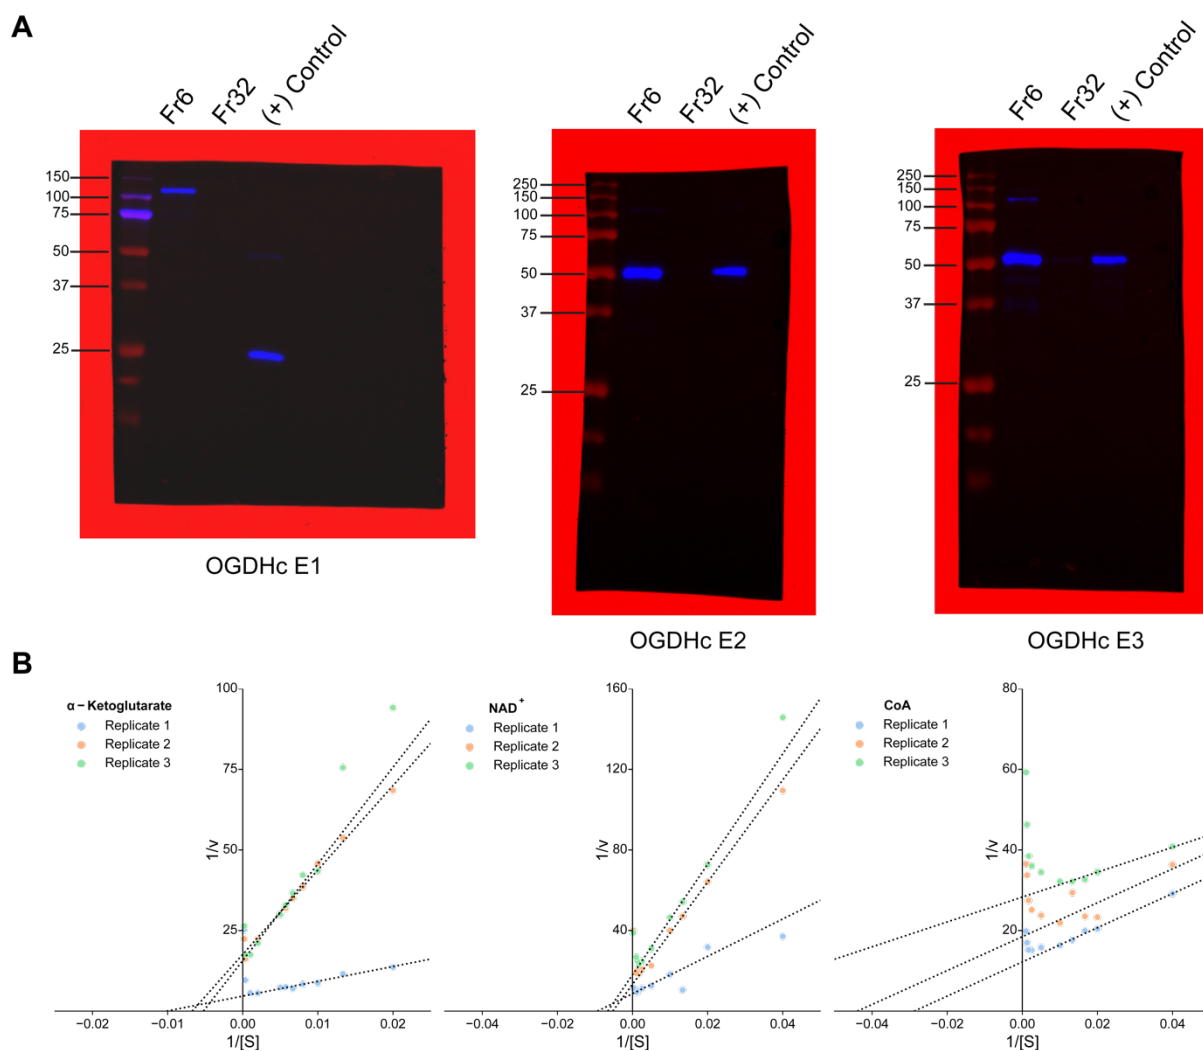 A
Fr6
Fr32
(+) Control
150
100
75
50
37
25
OGDHc E1
Fr6
Fr32
(+) Control
250
150
100
75
50
37
25
OGDHc E2
Fr6
Fr32
(+) Control
250
150
100
75
50
37
25
OGDHc E3
B
α – Ketoglutarate
Replicate 1
Replicate 2
Replicate 3
100
75
50
25
1/v
−0.02
−0.01
0.00
0.01
0.02
1/[S]
NAD+
Replicate 1
Replicate 2
Replicate 3
160
120
80
40
1/v
−0.04
−0.02
0.00
0.02
0.04
1/[S]
CoA
Replicate 1
Replicate 2
Replicate 3
80
60
40
20
1/v
−0.04
−0.02
0.00
0.02
0.04
1/[S]